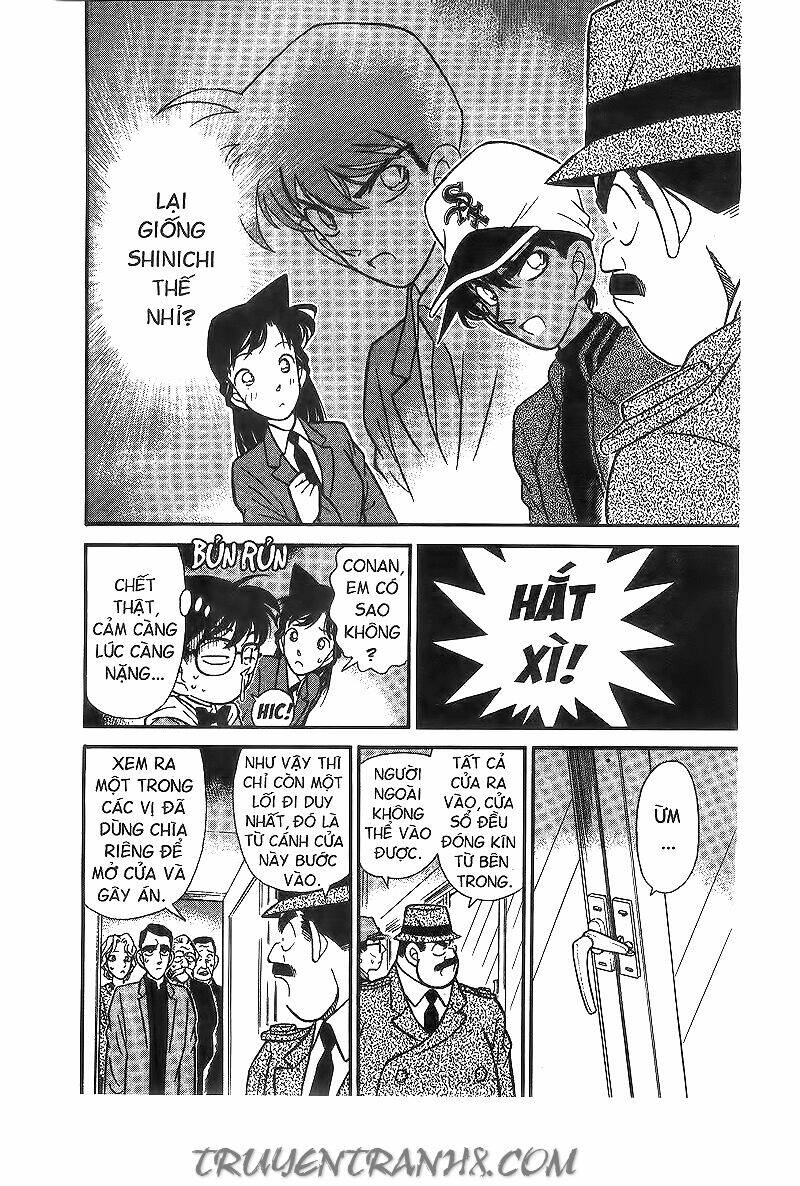 LẠI
GIỐNG
SHINICHI
THẾ
NHỈ?
HẮT
XÌ!
BỦN RỦN
CONAN,
EM CÓ
SAO
KHÔNG
?
HIC!
CHẾT
THẬT,
CẢM CÀNG
LÚC CÀNG
NẶNG...
ỪM
...
TẤT CẢ
CỬA RA
VÀO, CỬA
SỔ ĐỀU
ĐÓNG KÍN
TỪ BÊN
TRONG.
NGƯỜI
NGOÀI
KHÔNG
THỂ VÀO
ĐƯỢC.
NHƯ VẬY THÌ
CHỈ CÒN MỘT
LỐI ĐI DUY
NHẤT, ĐÓ LÀ
TỪ CÁNH CỬA
NÀY BƯỚC
VÀO.
XEM RA
MỘT TRONG
CÁC VỊ ĐÃ
DÙNG CHÌA
RIÊNG ĐỂ
MỞ CỬA VÀ
GÂY ÁN.
TRUYENTRANH8.COM